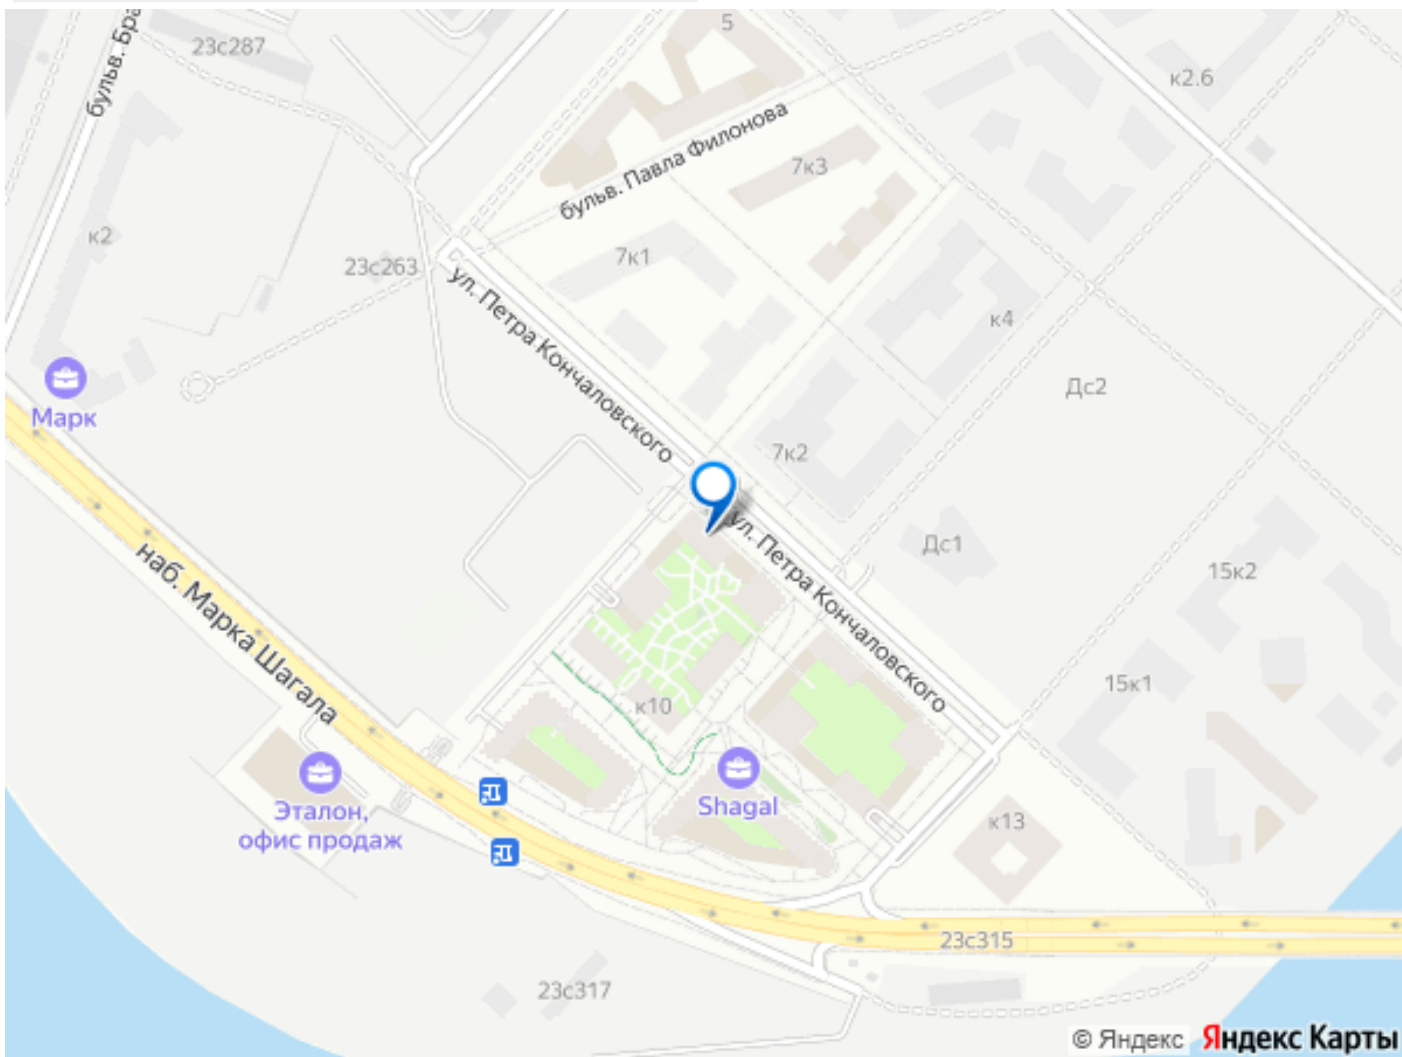 5
23с287
бульв. Бра
к2.6
бульв. Павла Филонова
7к3
к2
7к1
23с263
ул. Петра Кончаловского
к4
Марк
Дс2
7к2
ул. Петра Кончаловского
Дс1
15к2
наб. Марка Шагала
15к1
к10
Shagal
Эталон,
офис продаж
к13
23с315
23с317
© Яндекс Яндекс Карты